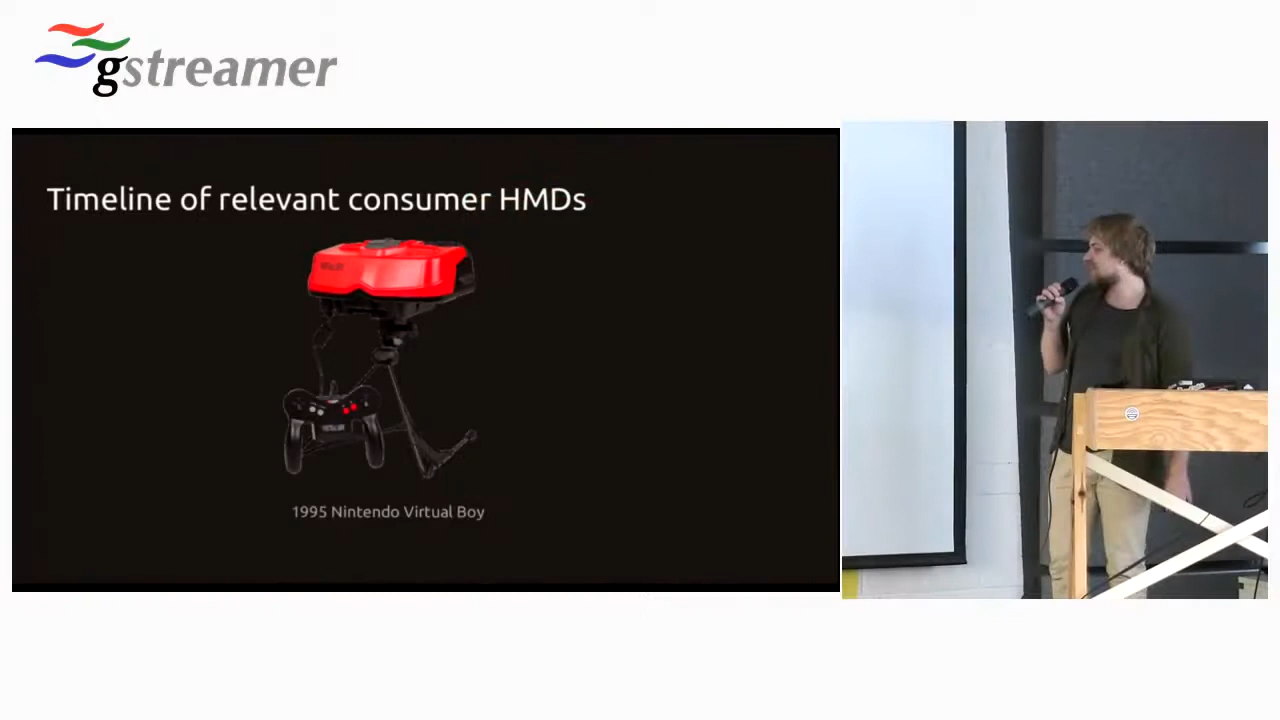 gstreamer
Timeline of relevant consumer HMDs
1995 Nintendo Virtual Boy